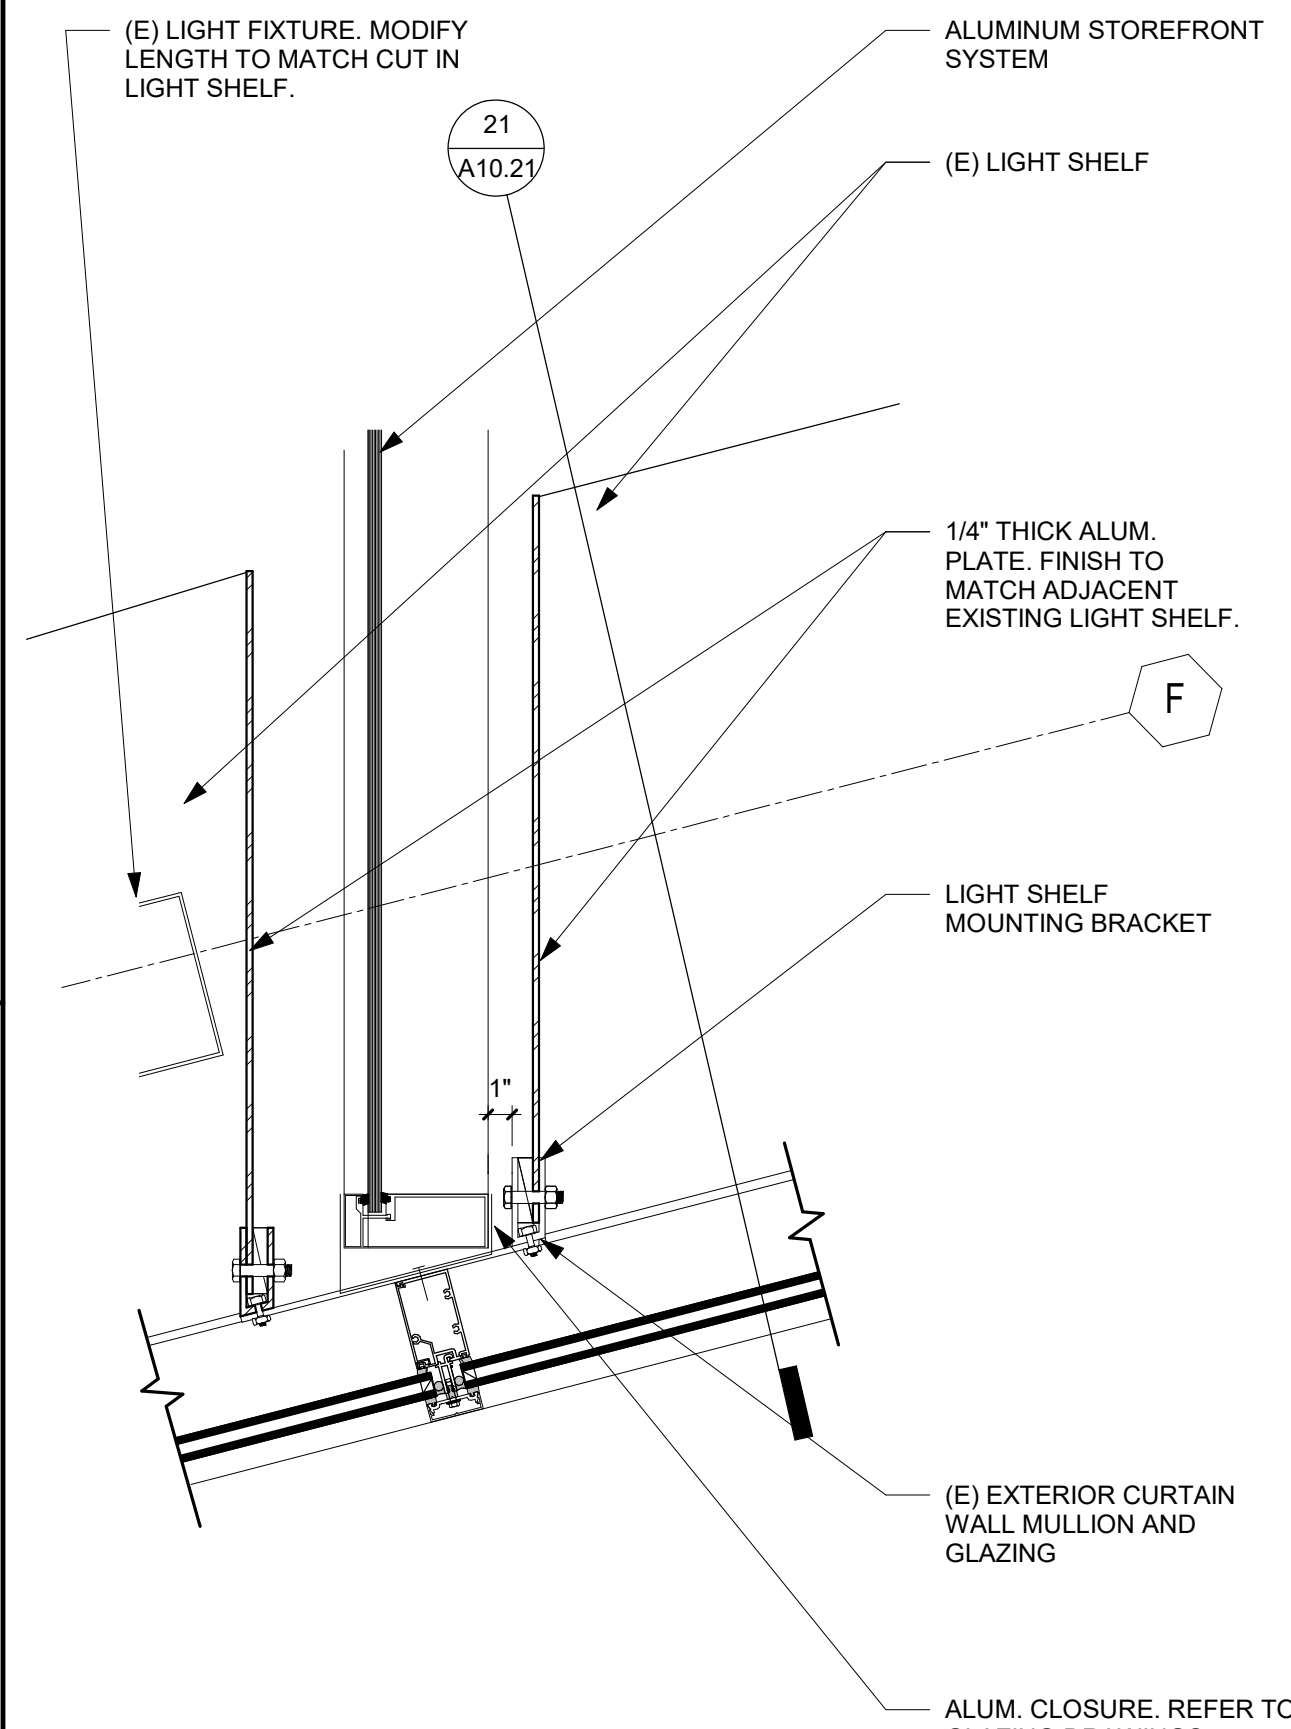 (E) LIGHT FIXTURE. MODIFY
LENGTH TO MATCH CUT IN
LIGHT SHELF.
21
A10.21
ALUMINUM STOREFRONT
SYSTEM
(E) LIGHT SHELF
1/4" THICK ALUM.
PLATE. FINISH TO
MATCH ADJACENT
EXISTING LIGHT SHELF.
F
LIGHT SHELF
MOUNTING BRACKET
1"
(E) EXTERIOR CURTAIN
WALL MULLION AND
GLAZING
ALUM. CLOSURE. REFER TO